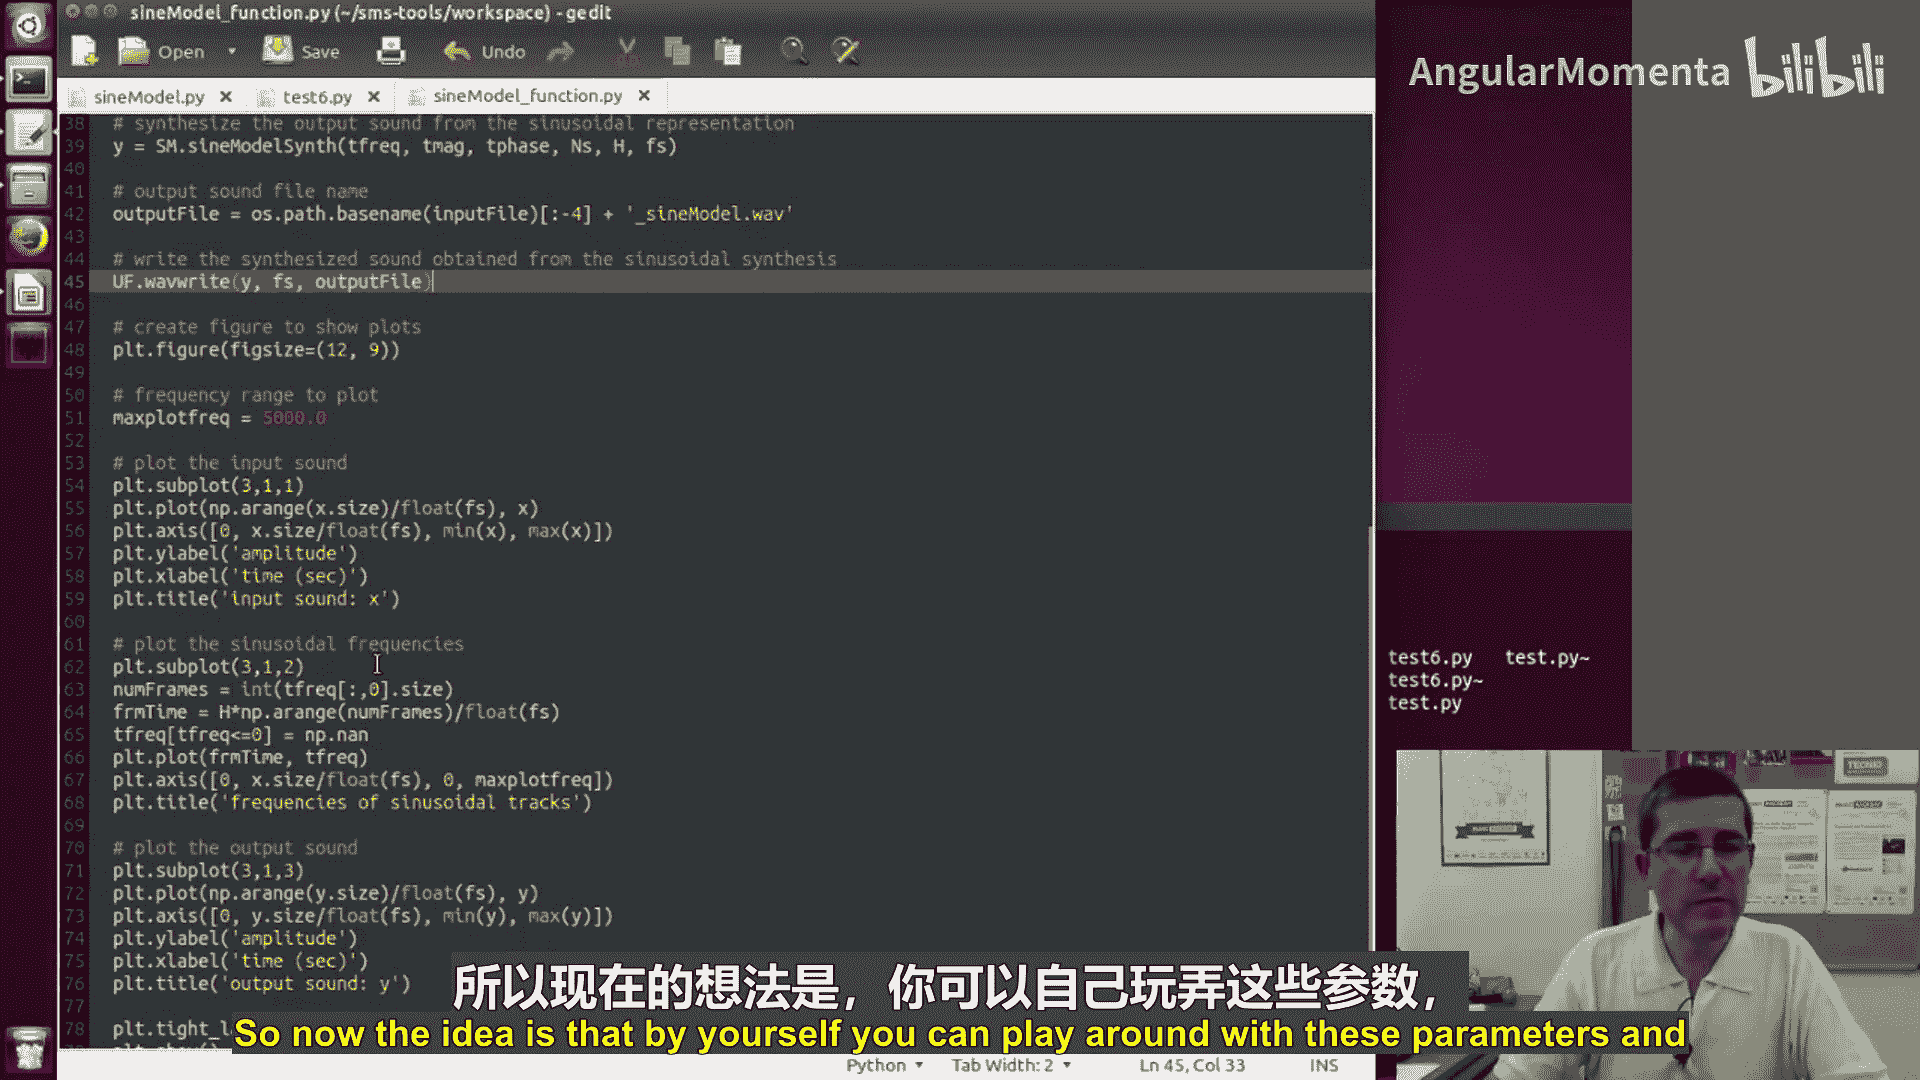 sineModel_function.py (~/sms-tools/workspace) - gedit
Open Save Undo
sineModel.py test6.py sineModel_function.py
38 # synthesize the output sound from the sinusoidal representation
39 y = SM.sineModelSynth(tfreq, tmag, tphase, Ns, H, fs)
40
41 # output sound file name
42 outputFile = os.path.basename(inputFile)[:-4] + '_sineModel.wav'
43
44 # write the synthesized sound obtained from the sinusoidal synthesis
45 UF.wavwrite(y, fs, outputFile)
46
47 # create figure to show plots
48 plt.figure(figsize=(12, 9))
49
50 # frequency range to plot
51 maxplotfreq = 5000.0
52
53 # plot the input sound
54 plt.subplot(3,1,1)
55 plt.plot(np.arange(x.size)/float(fs), x)
56 plt.axis([0, x.size/float(fs), min(x), max(x)])
57 plt.ylabel('amplitude')
58 plt.xlabel('time (sec)')
59 plt.title('input sound: x')
60
61 # plot the sinusoidal frequencies
62 plt.subplot(3,1,2)
63 numFrames = int(tfreq[:,0].size)
64 frmTime = H*np.arange(numFrames)/float(fs)
65 tfreq[tfreq<=0] = np.nan
66 plt.plot(frmTime, tfreq)
67 plt.axis([0, x.size/float(fs), 0, maxplotfreq])
68 plt.title('frequencies of sinusoidal tracks')
69
70 # plot the output sound
71 plt.subplot(3,1,3)
72 plt.plot(np.arange(y.size)/float(fs), y)
73 plt.axis([0, y.size/float(fs), min(y), max(y)])
74 plt.ylabel('amplitude')
75 plt.xlabel('time (sec)')
76 plt.title('output sound: y')
77
78 plt.tight_l
AngularMomenta bilibili
test6.py test.py~
test6.py~
test.py
TECNIO
所以现在的想法是，你可以自己玩弄这些参数，
So now the idea is that by yourself you can play around with these parameters and
Python Tab Width: 2 Ln 45, Col 33 INS